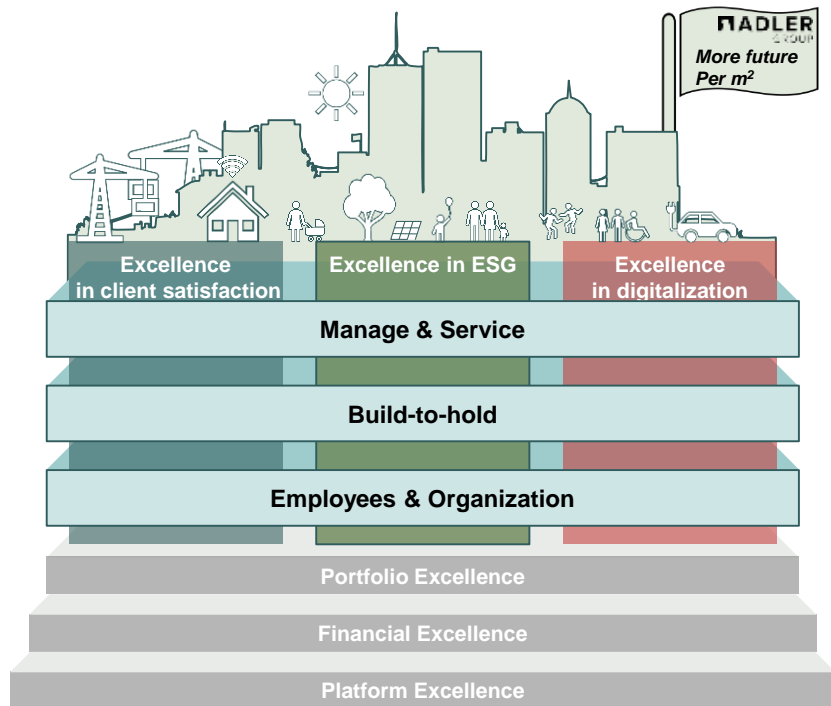 ADLER
GROUP
More future
Per m²
Excellence
in client satisfaction
Excellence in ESG
Excellence
in digitalization
Manage & Service
Build-to-hold
Employees & Organization
Portfolio Excellence
Financial Excellence
Platform Excellence